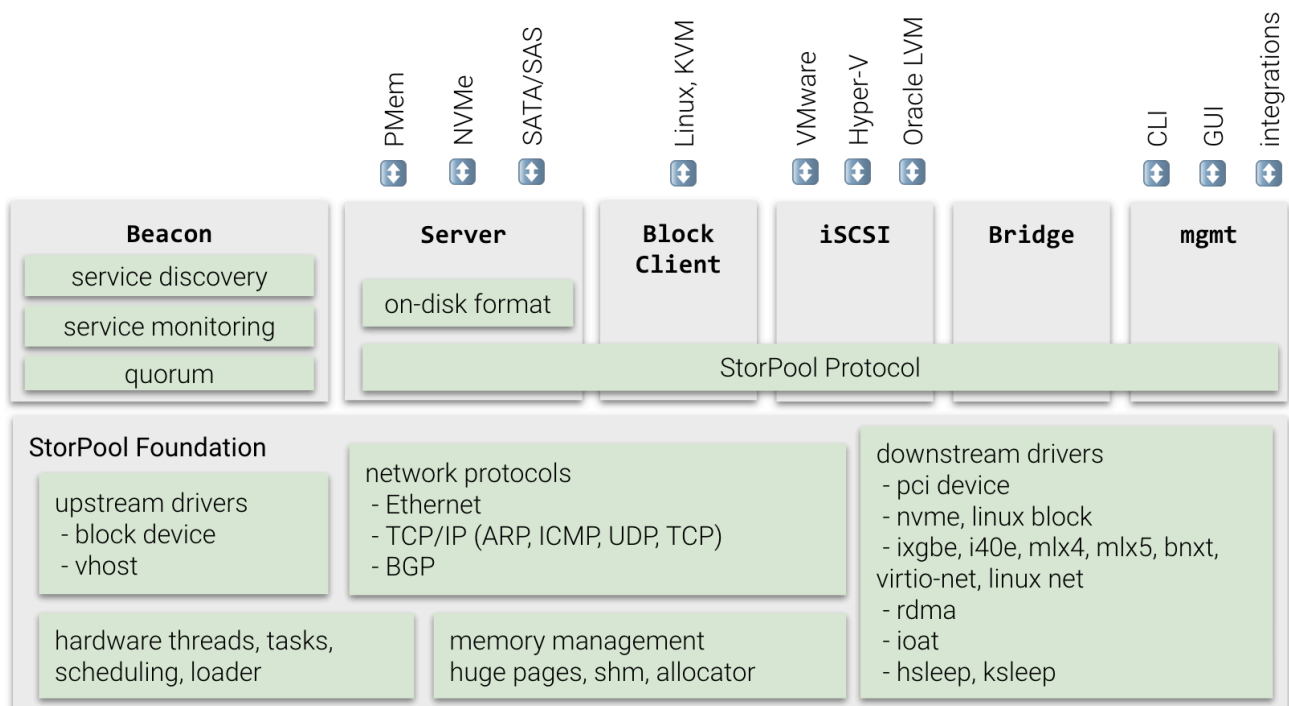 PMem
NVMe
SATA/SAS
Linux, KVM
VMware
Hyper-V
Oracle LVM
CLI
GUI
integrations
Beacon
service discovery
service monitoring
quorum
Server
on-disk format
Block
Client
iSCSI
Bridge
mgmt
StorPool Protocol
StorPool Foundation
upstream drivers
- block device
- vhost
network protocols
- Ethernet
- TCP/IP (ARP, ICMP, UDP, TCP)
- BGP
downstream drivers
- pci device
- nvme, linux block
- ixgbe, i40e, mlx4, mlx5, bnxt,
virtio-net, linux net
- rdma
- ioat
- hsleep, ksleep
hardware threads, tasks,
scheduling, loader
memory management
huge pages, shm, allocator